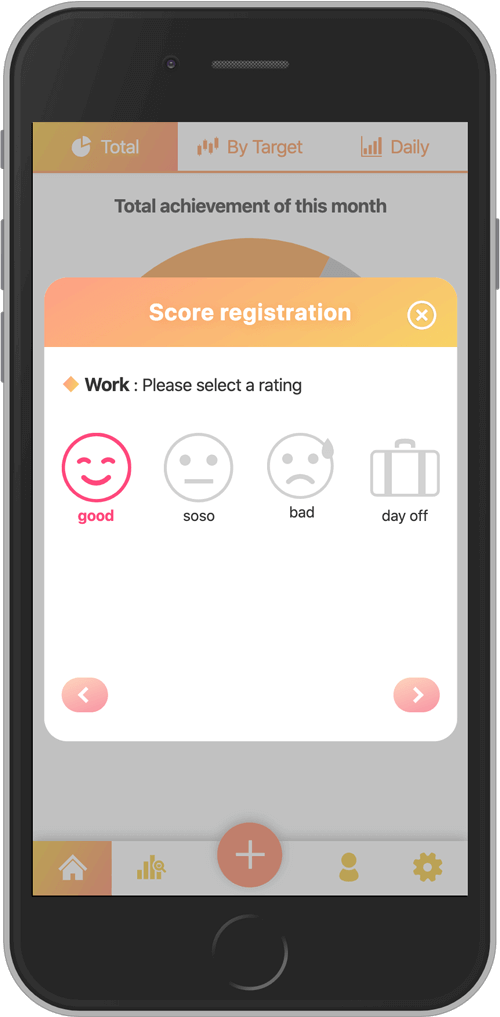 Total
By Target
Daily
Total achievement of this month
Score registration
Work : Please select a rating
good
soso
bad
day off